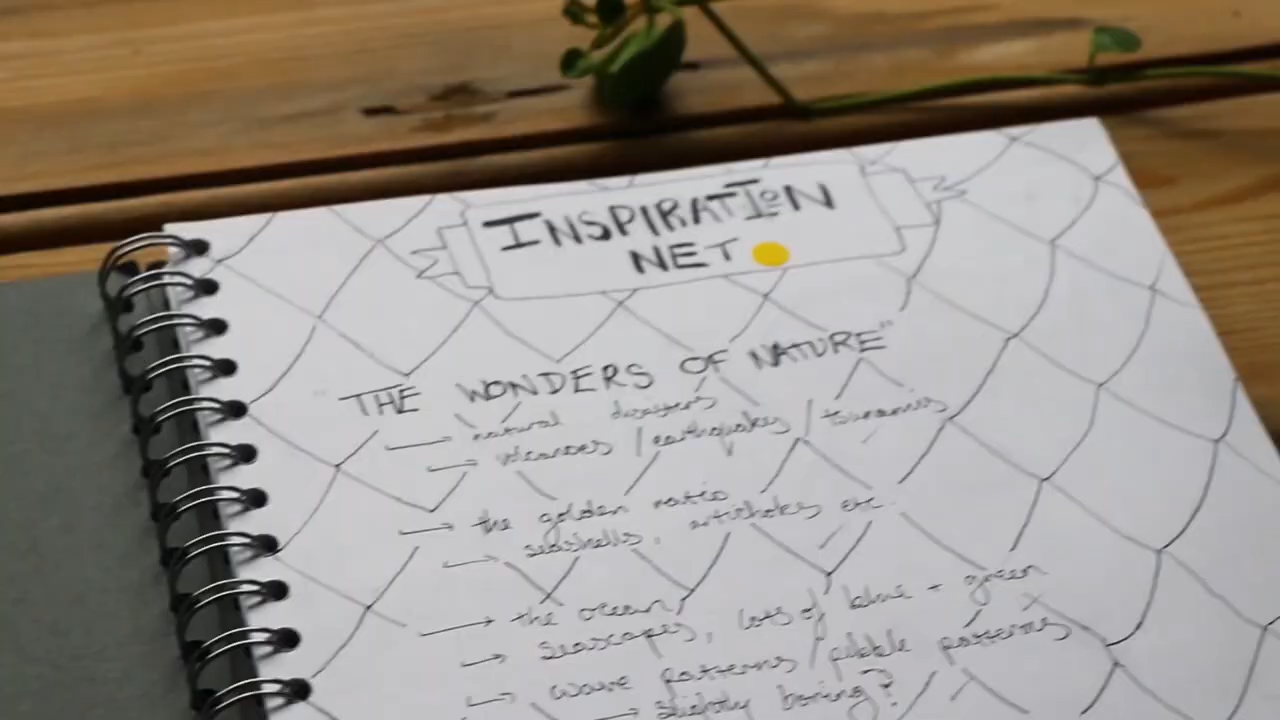 INSPIRATION
NET
"THE WONDERS OF NATURE"
→ natural disasters
→ volcanoes / earthquakes / tsunamis
→ the golden ratio
→ seashells, artichokes etc.
→ the ocean
→ seascapes, lots of blue + green
→ wave patterns / pebble patterns
→ slightly boring?